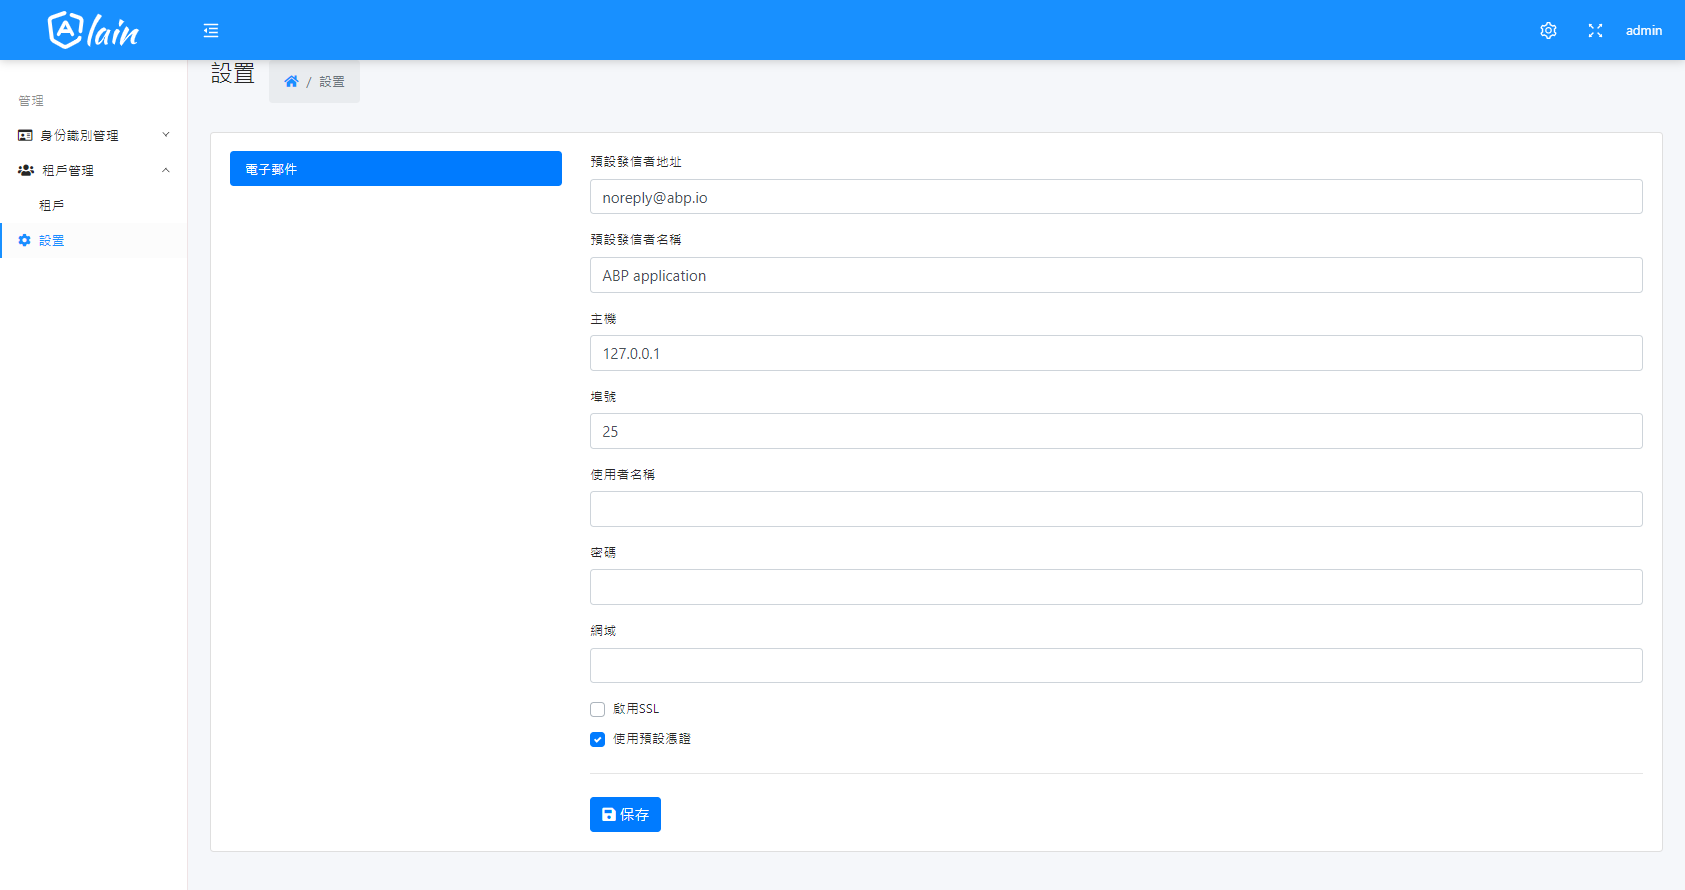 Alain
admin
設置
/ 設置
管理
身份識別管理
租戶管理
租戶
設置
電子郵件
預設發信者地址
noreply@abp.io
預設發信者名稱
ABP application
主機
127.0.0.1
埠號
25
使用者名稱
密碼
網域
啟用SSL
使用預設憑證
保存